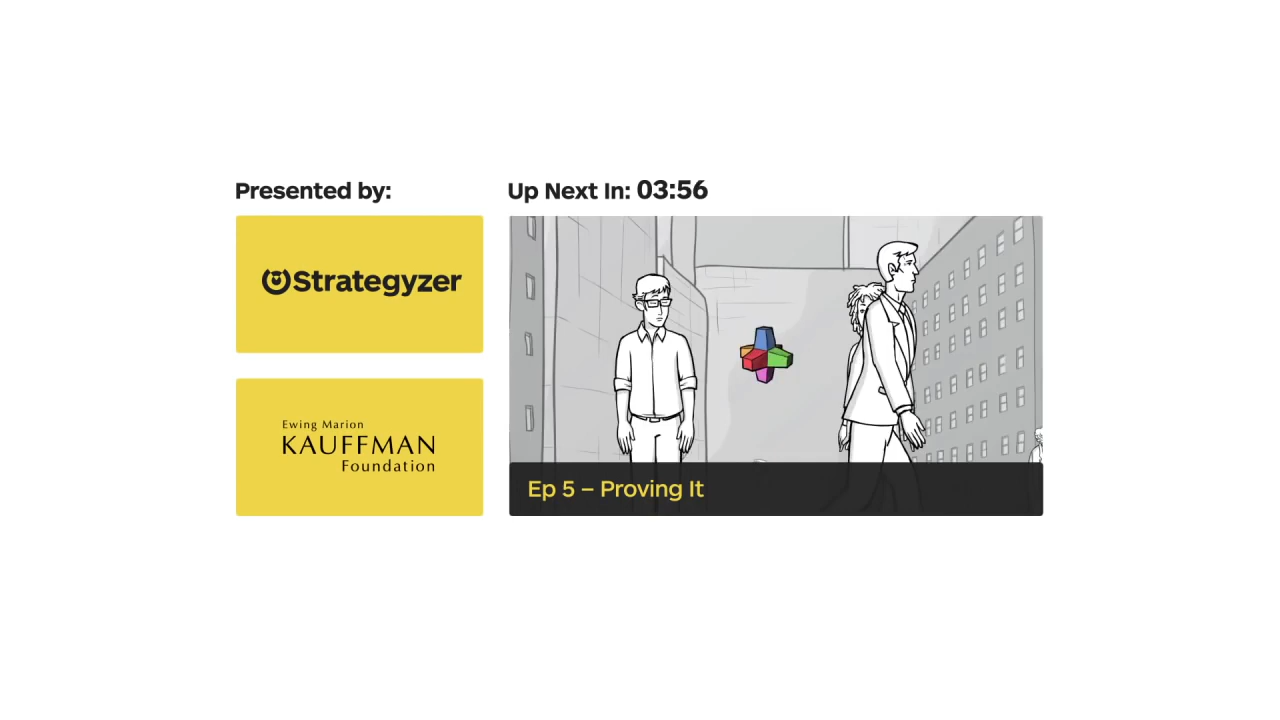 Presented by:
Strategyzer
Ewing Marion
KAUFFMAN
Foundation
Up Next In: 03:56
Ep 5 – Proving It